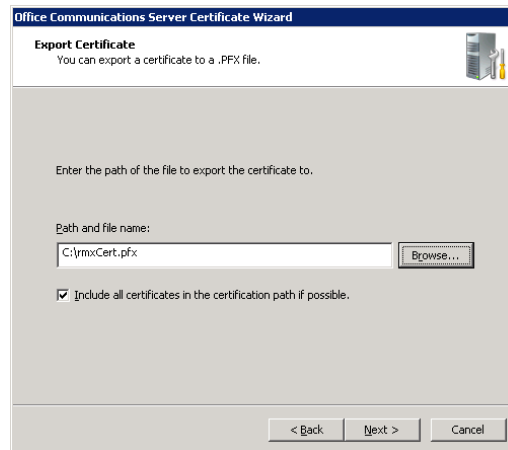 Office Communications Server Certificate Wizard
Export Certificate
You can export a certificate to a .PFX file.
Enter the path of the file to export the certificate to.
Path and file name:
C:\rmxCert.pfx
Browse...
Include all certificates in the certification path if possible.
< Back Next > Cancel